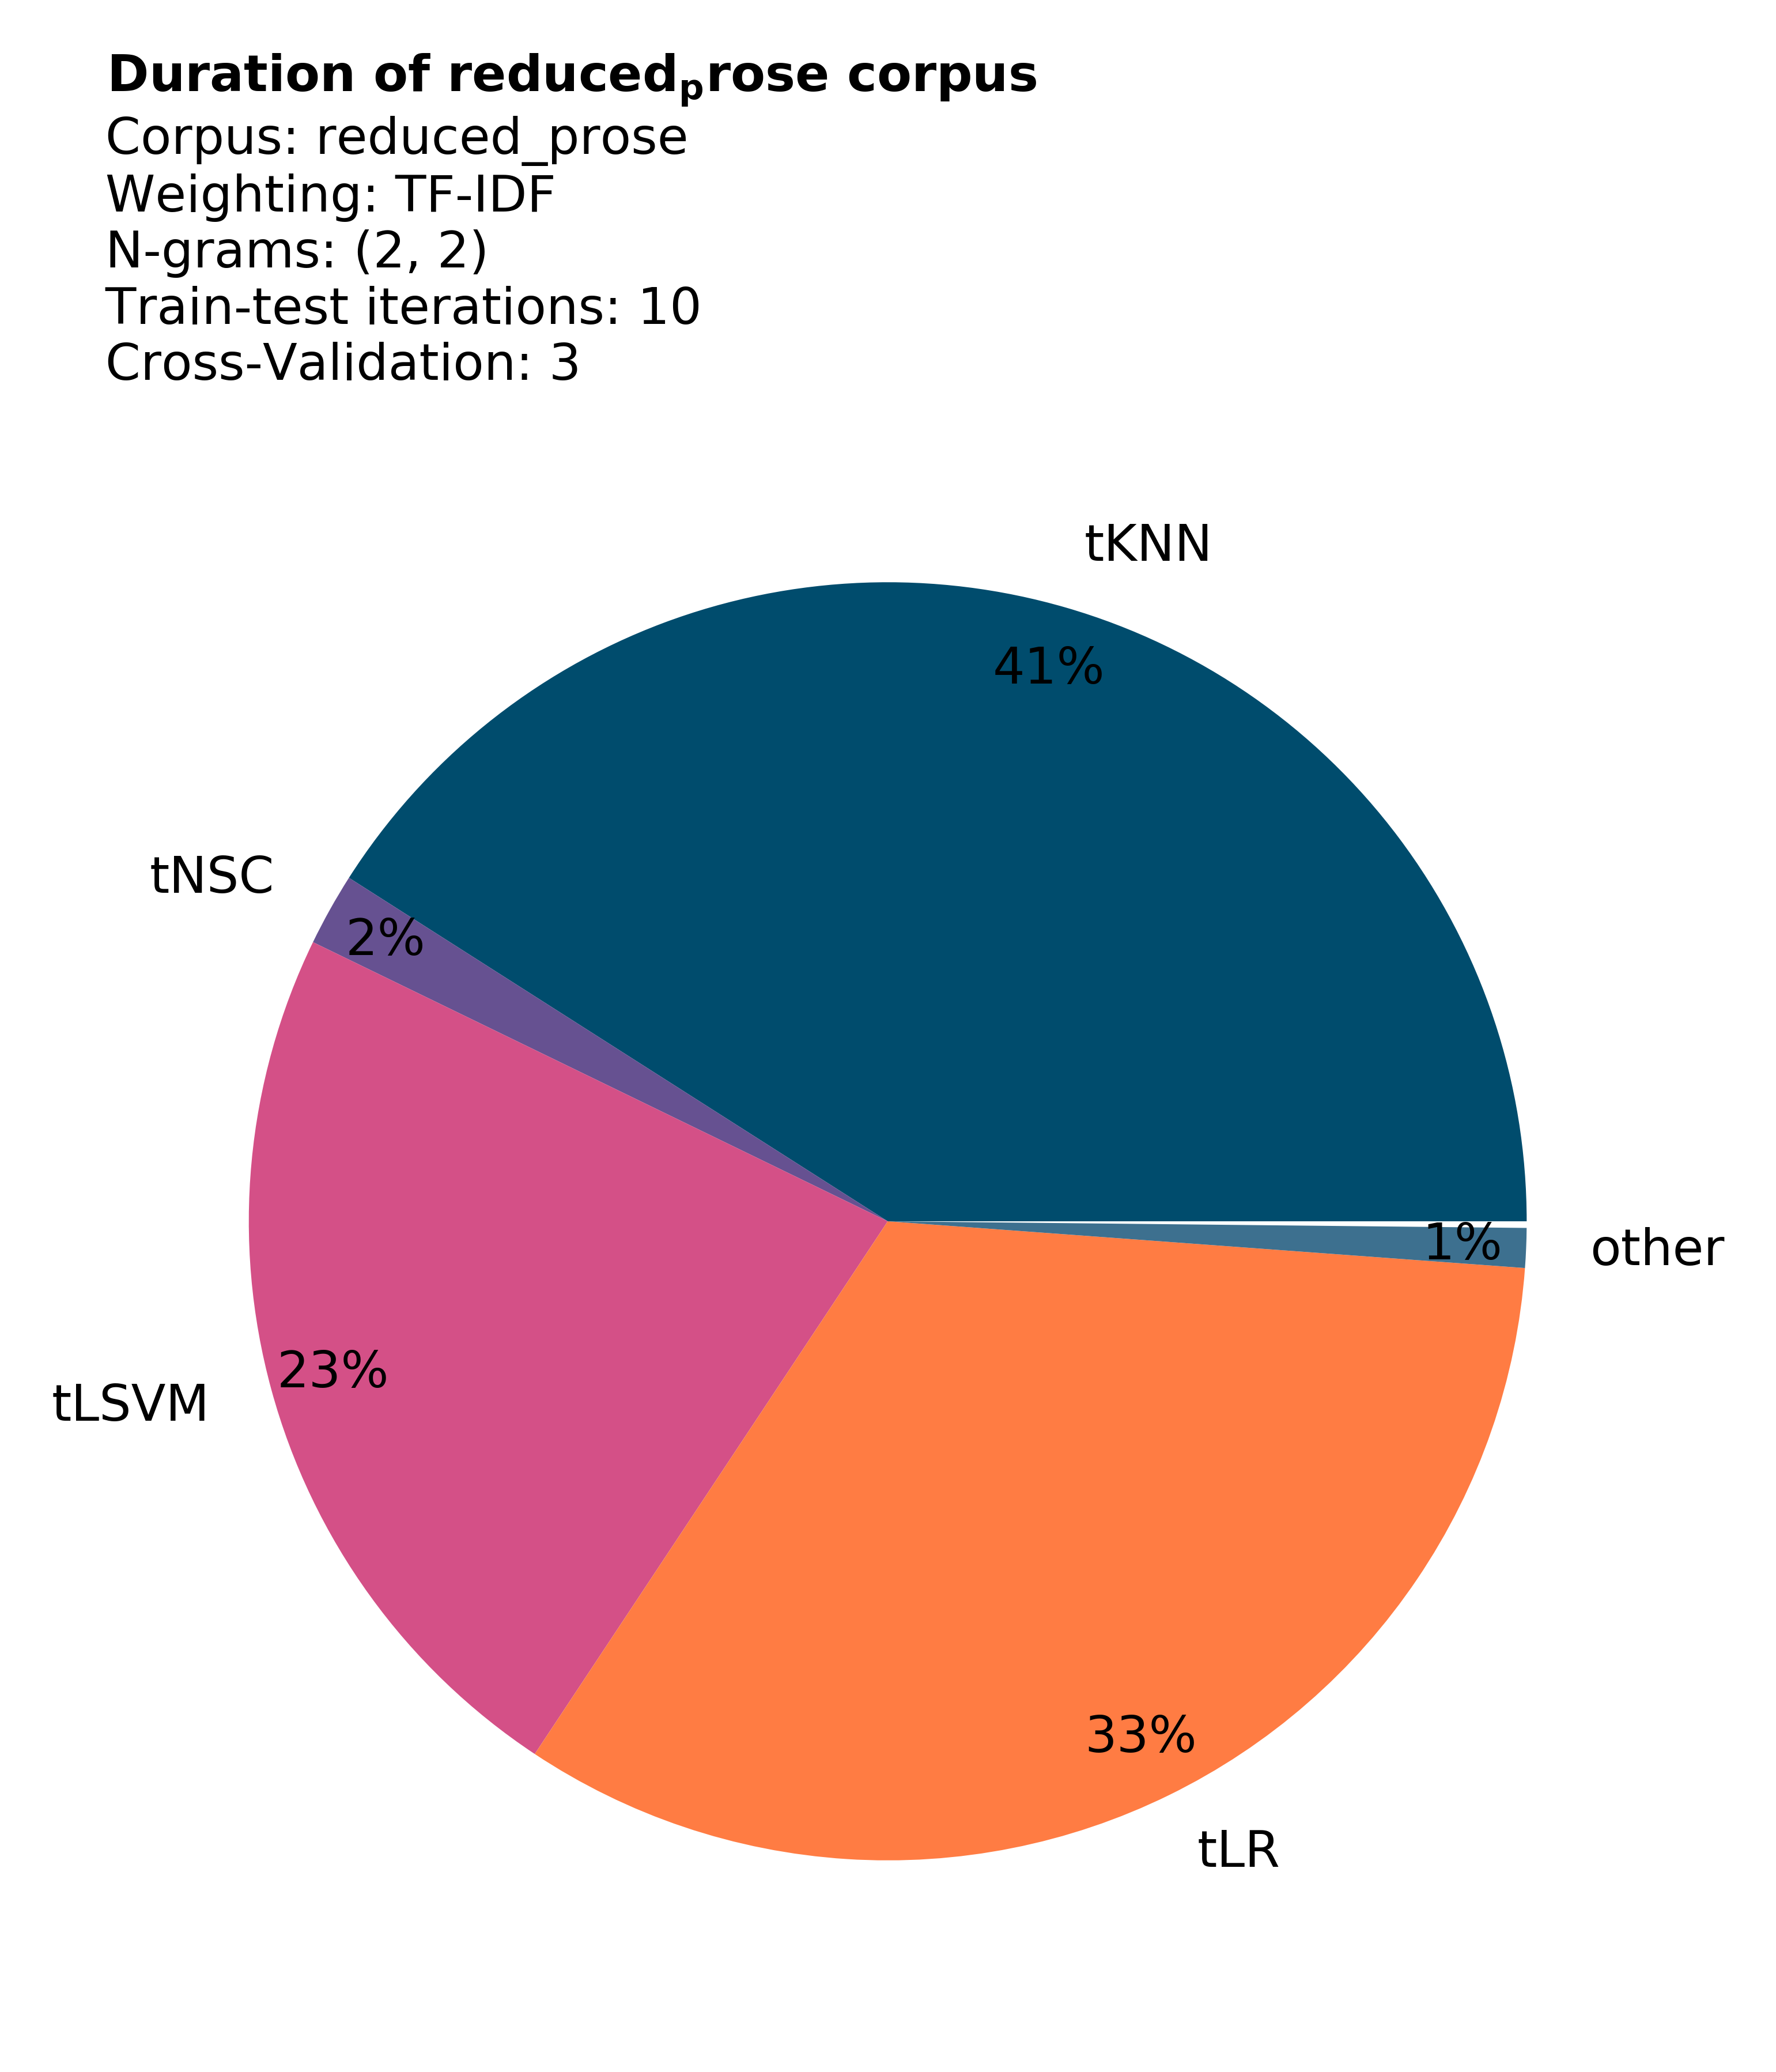 Duration of reducedₚrose corpus
Corpus: reduced_prose
Weighting: TF-IDF
N-grams: (2, 2)
Train-test iterations: 10
Cross-Validation: 3
tKNN
41%
tNSC
2%
1%
other
23%
tLSVM
33%
tLR